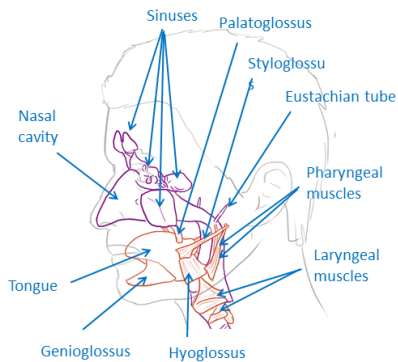 Sinuses
Palatoglossus
Styloglossu
s
Eustachian tube
Nasal
cavity
Pharyngeal
muscles
Laryngeal
muscles
Tongue
Genioglossus
Hyoglossus